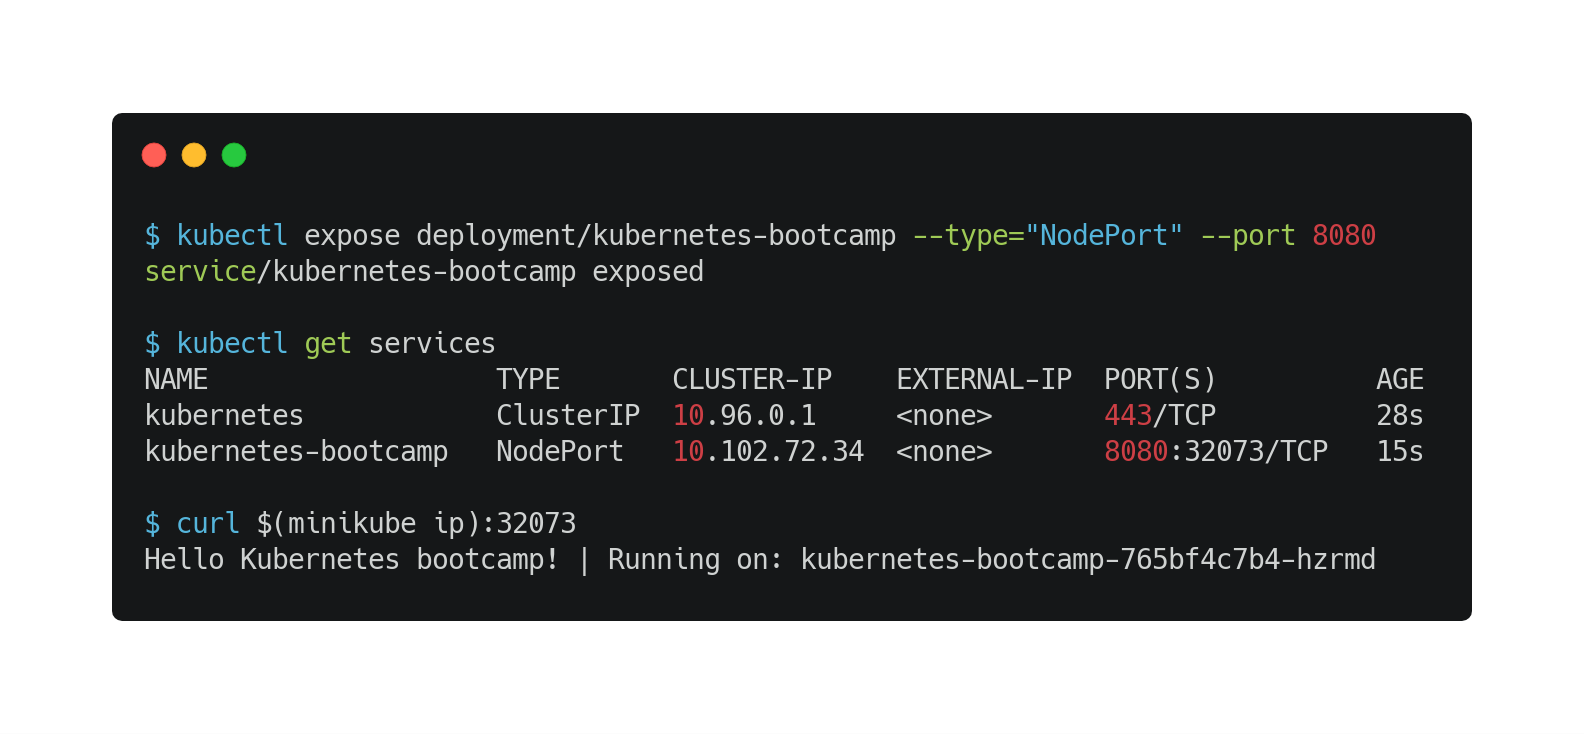 $ kubectl expose deployment/kubernetes-bootcamp --type="NodePort" --port 8080
service/kubernetes-bootcamp exposed
$ kubectl get services
NAME                  TYPE       CLUSTER-IP    EXTERNAL-IP  PORT(S)          AGE
kubernetes            ClusterIP  10.96.0.1     <none>       443/TCP          28s
kubernetes-bootcamp   NodePort   10.102.72.34  <none>       8080:32073/TCP   15s
$ curl $(minikube ip):32073
Hello Kubernetes bootcamp! | Running on: kubernetes-bootcamp-765bf4c7b4-hzrmd